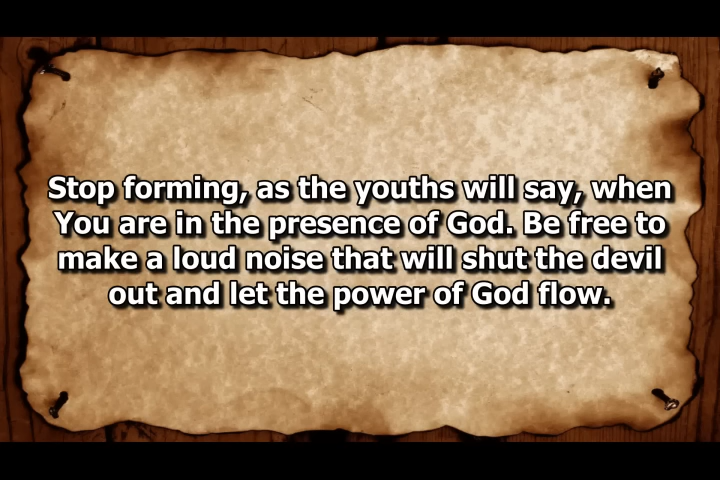 Stop forming, as the youths will say, when
You are in the presence of God. Be free to
make a loud noise that will shut the devil
out and let the power of God flow.